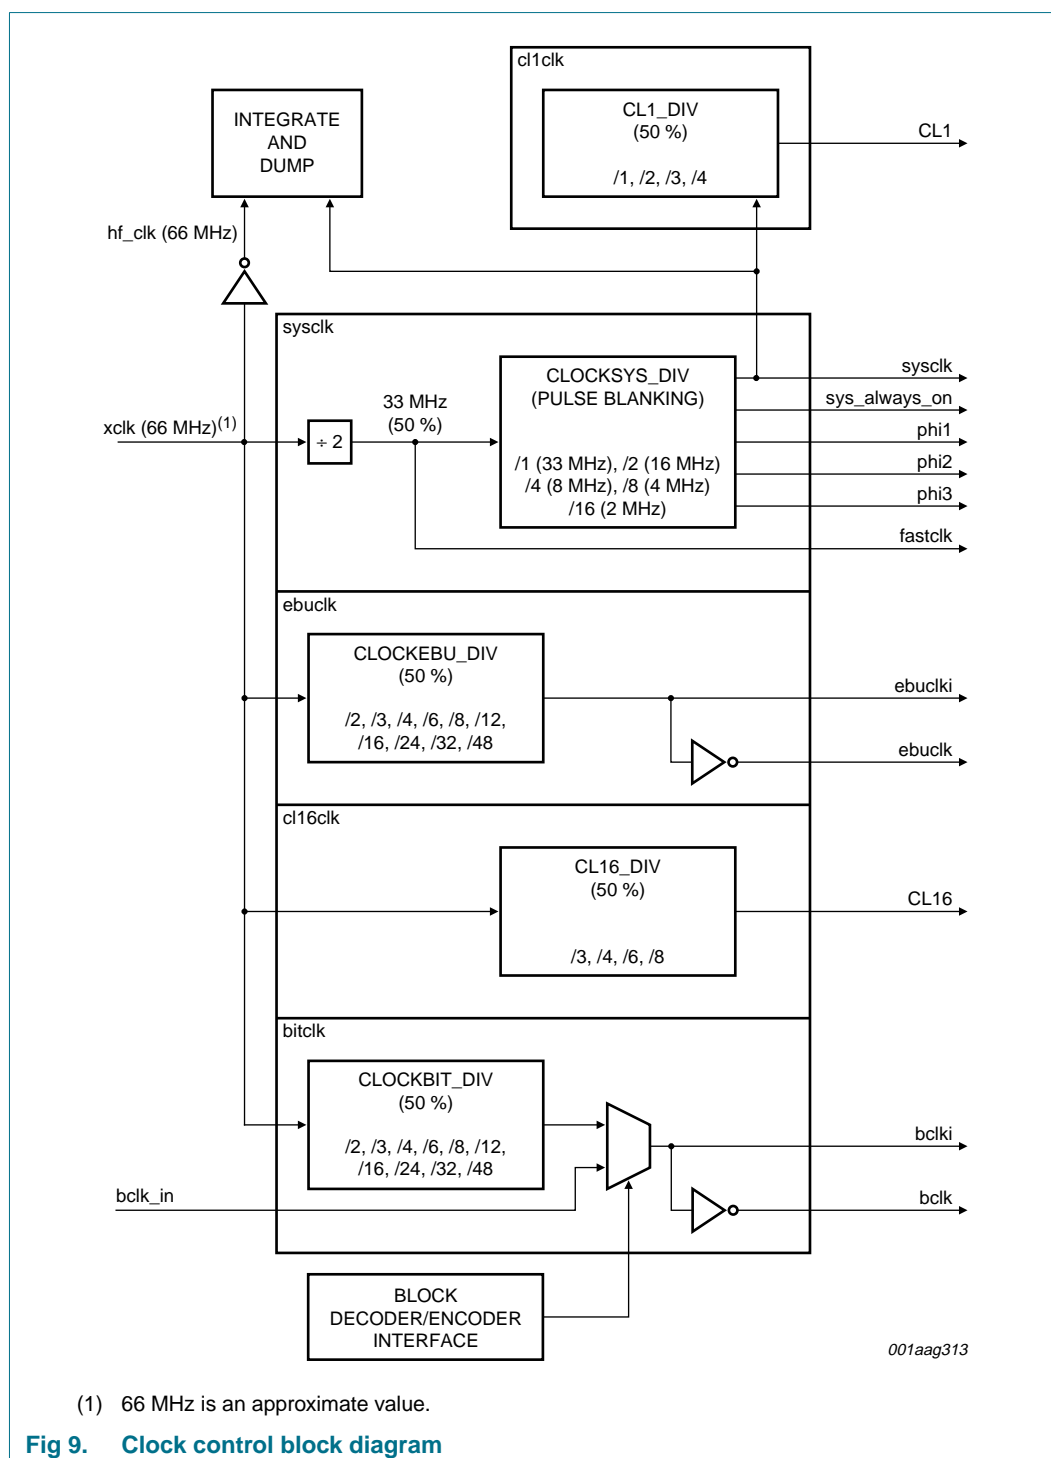 cl1clk
CL1_DIV
(50 %)
/1, /2, /3, /4
CL1
INTEGRATE
AND
DUMP
hf_clk (66 MHz)
sysclk
CLOCKSYS_DIV
(PULSE BLANKING)
/1 (33 MHz), /2 (16 MHz)
/4 (8 MHz), /8 (4 MHz)
/16 (2 MHz)
33 MHz
(50 %)
xclk (66 MHz)(1)
÷ 2
sysclk
sys_always_on
phi1
phi2
phi3
fastclk
ebuclk
CLOCKEBU_DIV
(50 %)
/2, /3, /4, /6, /8, /12,
/16, /24, /32, /48
ebuclki
ebuclk
cl16clk
CL16_DIV
(50 %)
/3, /4, /6, /8
CL16
bitclk
CLOCKBIT_DIV
(50 %)
/2, /3, /4, /6, /8, /12,
/16, /24, /32, /48
bclk_in
bclki
bclk
BLOCK
DECODER/ENCODER
INTERFACE
001aag313
(1) 66 MHz is an approximate value.
Fig 9. Clock control block diagram